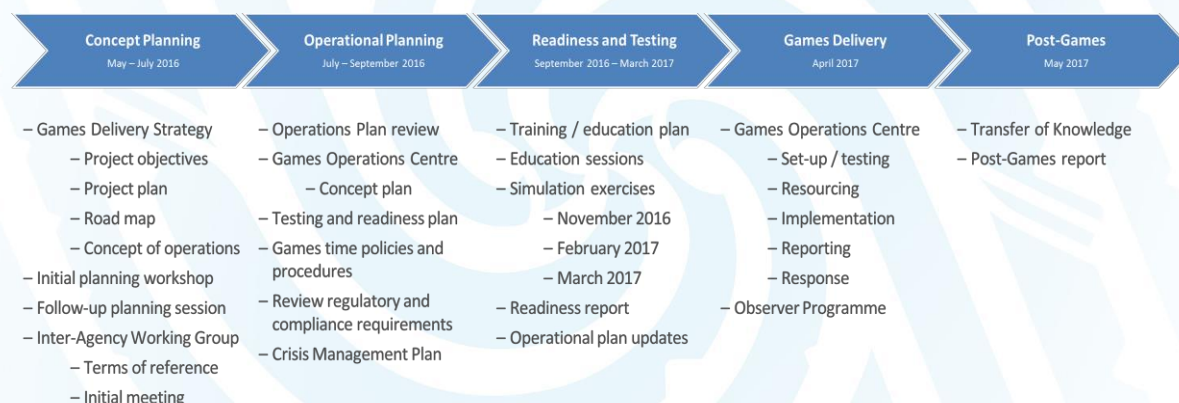 Concept Planning
May – July 2016
Operational Planning
July – September 2016
Readiness and Testing
September 2016 – March 2017
Games Delivery
April 2017
Post-Games
May 2017
– Games Delivery Strategy
– Project objectives
– Project plan
– Road map
– Concept of operations
– Initial planning workshop
– Follow-up planning session
– Inter-Agency Working Group
– Terms of reference
– Initial meeting
– Operations Plan review
– Games Operations Centre
– Concept plan
– Testing and readiness plan
– Games time policies and
procedures
– Review regulatory and
compliance requirements
– Crisis Management Plan
– Training / education plan
– Education sessions
– Simulation exercises
– November 2016
– February 2017
– March 2017
– Readiness report
– Operational plan updates
– Games Operations Centre
– Set-up / testing
– Resourcing
– Implementation
– Reporting
– Response
– Observer Programme
– Transfer of Knowledge
– Post-Games report